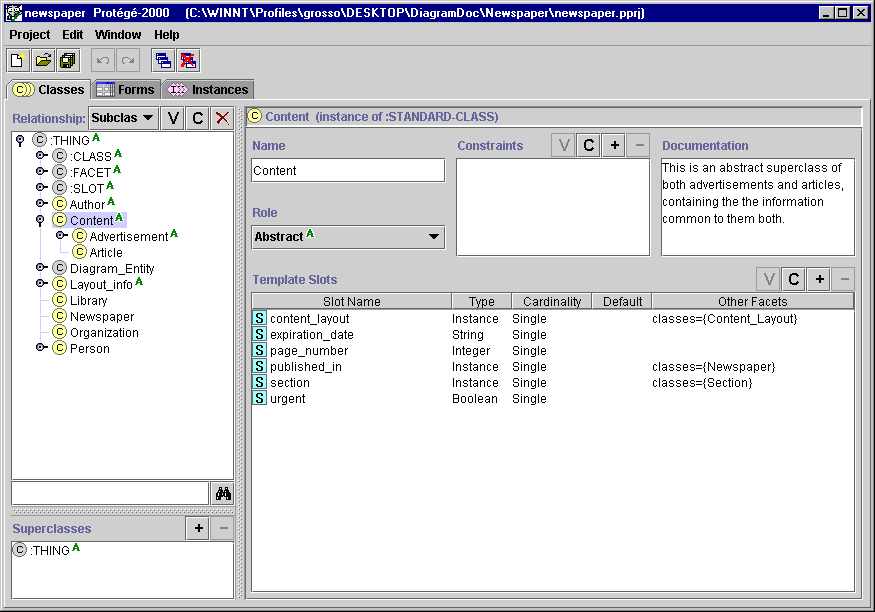 newspaper Protégé-2000 (C:\WINNT\Profiles\grosso\DESKTOP\DiagramDoc\Newspaper\newspaper.pprj)
Project Edit Window Help
C Classes Forms I Instances
Relationship: Subclas V C
C :THING A
C :CLASS A
C :FACET A
C :SLOT A
C Author A
C Content A
C Advertisement A
C Article
C Diagram_Entity
C Layout_info A
C Library
C Newspaper
C Organization
C Person
Superclasses + −
C :THING A
C Content (instance of :STANDARD-CLASS)
Name
Content
Role
Abstract A
Constraints V C + −
Documentation
This is an abstract superclass of
both advertisements and articles,
containing the the information
common to them both.
Template Slots V C + −
Slot Name Type Cardinality Default Other Facets
S content_layout Instance Single classes={Content_Layout}
S expiration_date String Single
S page_number Integer Single
S published_in Instance Single classes={Newspaper}
S section Instance Single classes={Section}
S urgent Boolean Single